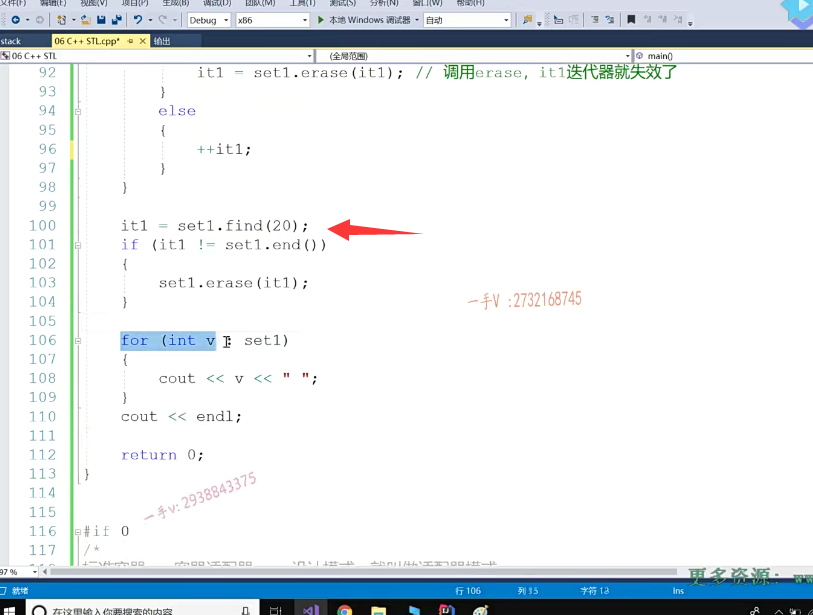 文件(F) 编辑(E) 视图(V) 项目(P) 生成(B) 调试(D) 团队(M) 工具(T) 测试(S) 分析(N) 窗口(W) 帮助(H)
Debug x86 本地 Windows 调试器 自动
stack 06 C++ STL.cpp* 输出
06 C++ STL (全局范围) main()
92 it1 = set1.erase(it1); // 调用erase, it1迭代器就失效了
93 }
94 else
95 {
96 ++it1;
97 }
98 }
99
100 it1 = set1.find(20);
101 if (it1 != set1.end())
102 {
103 set1.erase(it1);
104 }
一手V :2732168745
105
106 for (int v : set1)
107 {
108 cout << v << " ";
109 }
110 cout << endl;
111
112 return 0;
113 }
114
一手v: 2938843375
115
116 #if 0
117 /*
97 %
更多资源:
就绪 行 106 列 15 字符 12 Ins
在这里输入你要搜索的内容